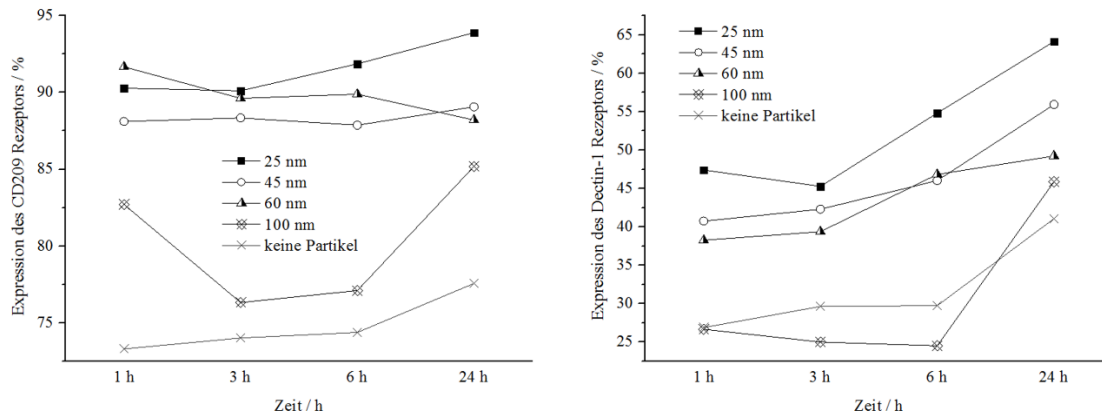 Expression des CD209 Rezeptors / %
95
90
85
80
75
25 nm
45 nm
60 nm
100 nm
keine Partikel
1 h
3 h
6 h
24 h
Zeit / h
Expression des Dectin-1 Rezeptors / %
65
60
55
50
45
40
35
30
25
25 nm
45 nm
60 nm
100 nm
keine Partikel
1 h
3 h
6 h
24 h
Zeit / h